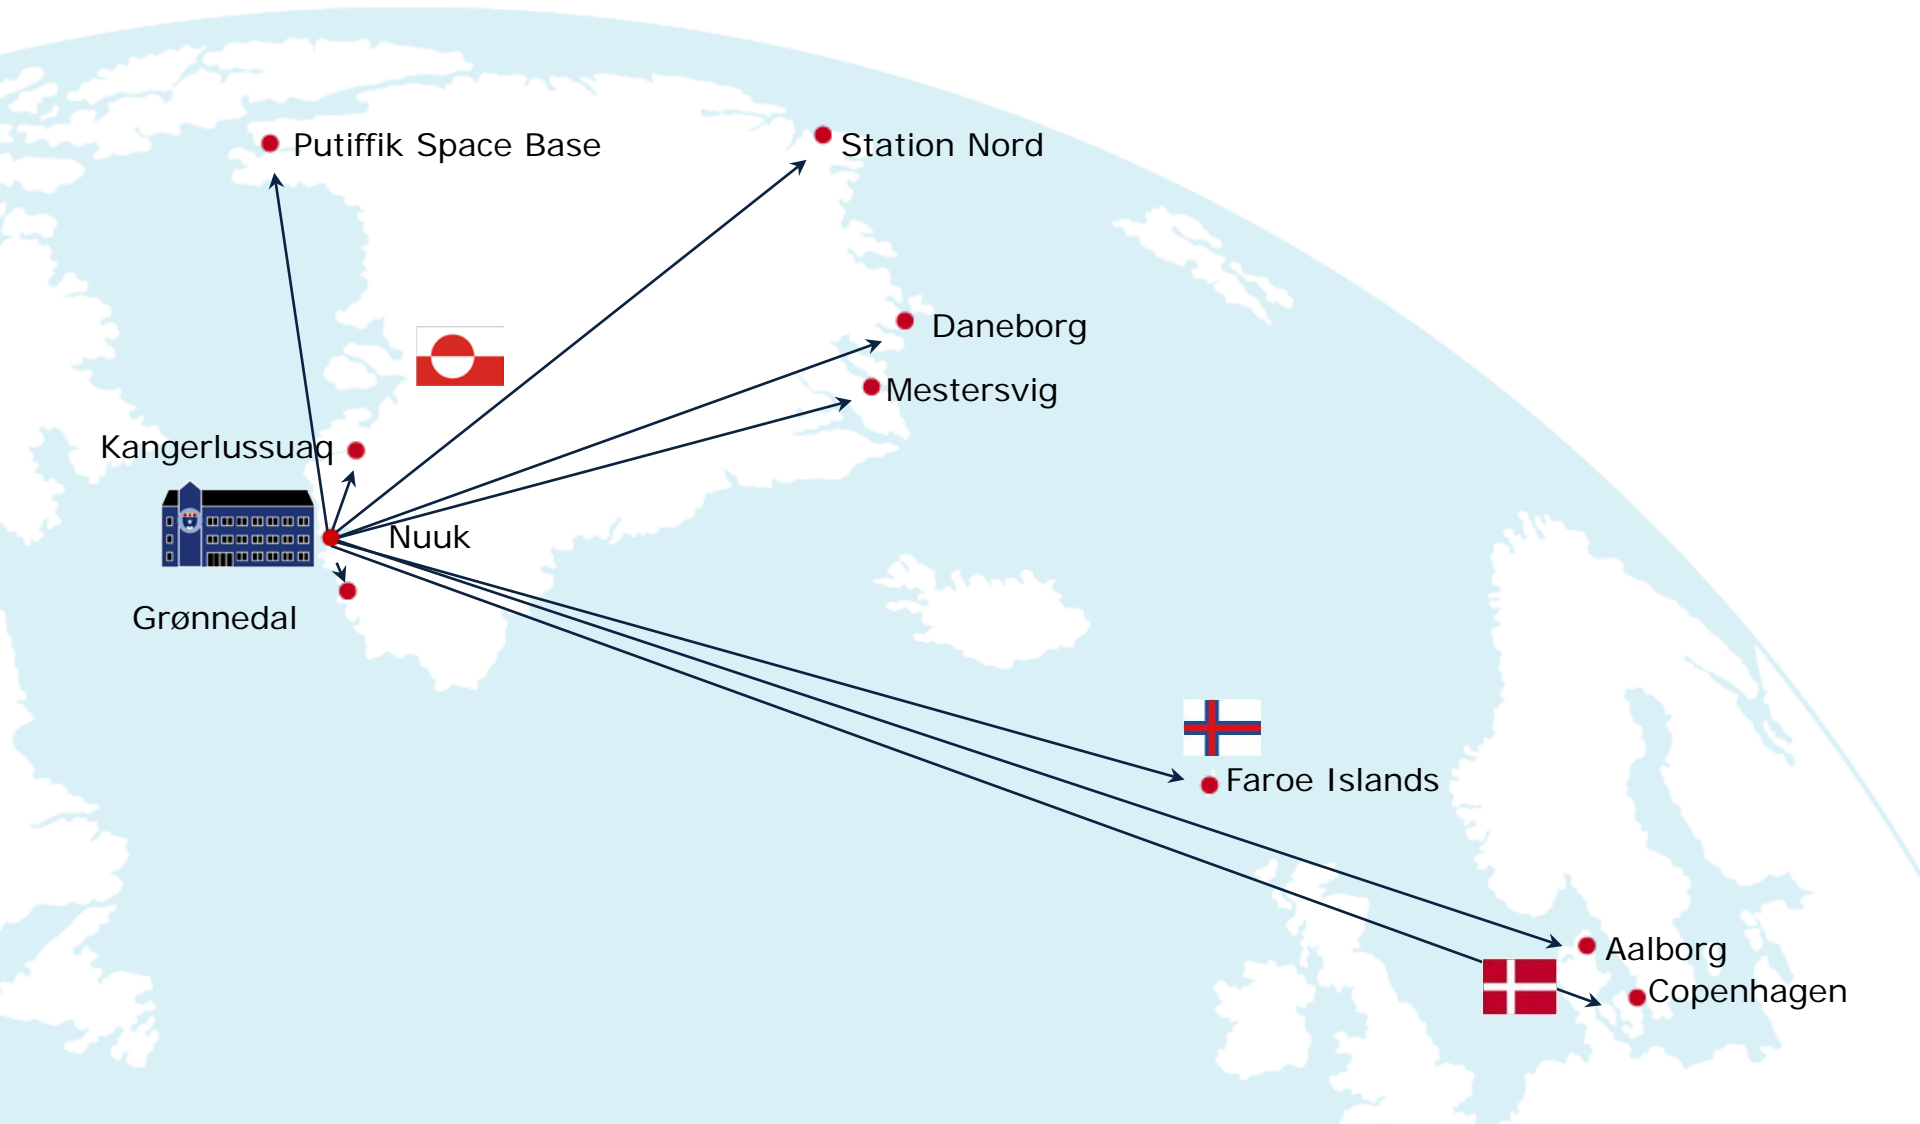 Putiffik Space Base
Station Nord
Daneborg
Mestersvig
Kangerlussuaq
Nuuk
Grønnedal
Faroe Islands
Aalborg
Copenhagen